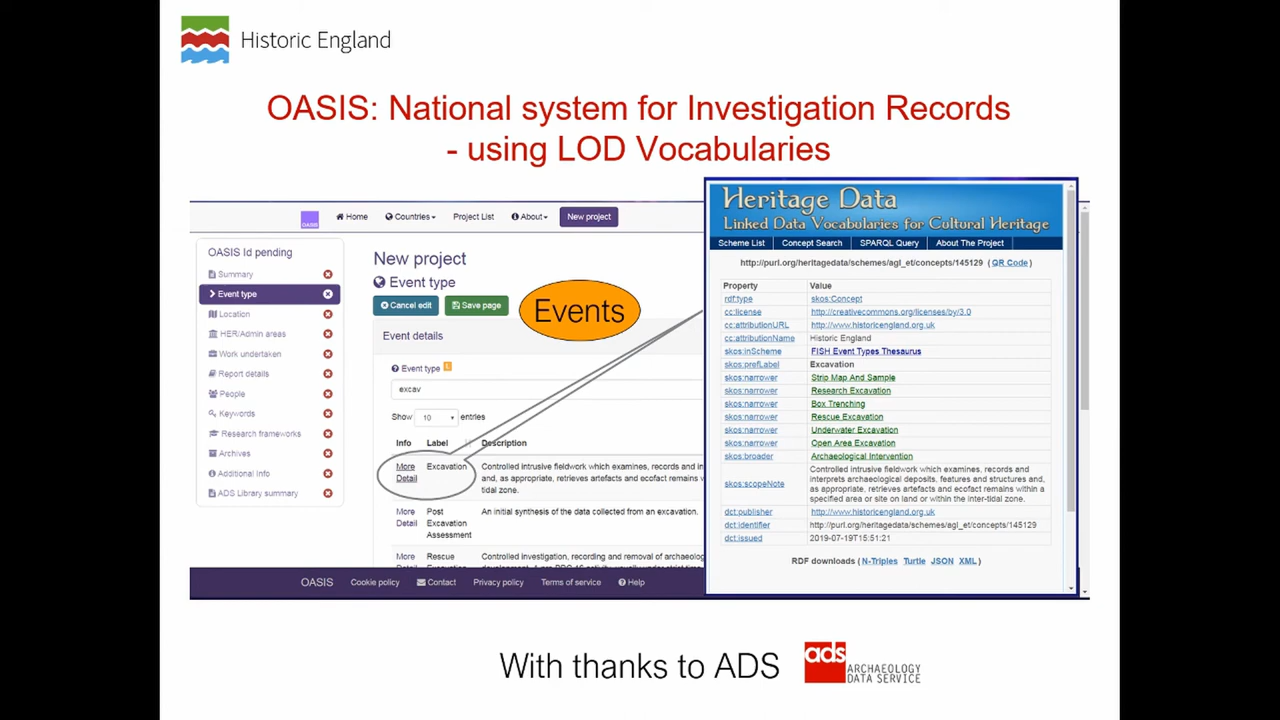 Historic England
OASIS: National system for Investigation Records
- using LOD Vocabularies
OASIS
Home
Countries
Project List
About
New project
OASIS Id pending
Summary
Event type
Location
HER/Admin areas
Work undertaken
Report details
People
Keywords
Research frameworks
Archives
Additional Info
ADS Library summary
New project
Event type
Cancel edit
Save page
Events
Event details
Event type
excav
Show 10 entries
Info Label Description
More Excavation Controlled intrusive fieldwork which examines, records and in
Detail and, as appropriate, retrieves artefacts and ecofact remains w
tidal zone.
More Post An initial synthesis of the data collected from an excavation.
Detail Excavation
Assessment
More Rescue Controlled investigation, recording and removal of archaeolog
OASIS Cookie policy Contact Privacy policy Terms of service Help
Heritage Data
Linked Data Vocabularies for Cultural Heritage
Scheme List Concept Search SPARQL Query About The Project
http://purl.org/heritagedata/schemes/agl_et/concepts/145129 (QR Code)
Property Value
rdf:type skos:Concept
cc:license http://creativecommons.org/licenses/by/3.0
cc:attributionURL http://www.historicengland.org.uk
cc:attributionName Historic England
skos:inScheme FISH Event Types Thesaurus
skos:prefLabel Excavation
skos:narrower Strip Map And Sample
skos:narrower Research Excavation
skos:narrower Box Trenching
skos:narrower Rescue Excavation
skos:narrower Underwater Excavation
skos:narrower Open Area Excavation
skos:broader Archaeological Intervention
skos:scopeNote Controlled intrusive fieldwork which examines, records and
interprets archaeological deposits, features and structures and,
as appropriate, retrieves artefacts and ecofact remains within a
specified area or site on land or within the inter-tidal zone.
dct:publisher http://www.historicengland.org.uk
dct:identifier http://purl.org/heritagedata/schemes/agl_et/concepts/145129
dct:issued 2019-07-19T15:51:21
RDF downloads (N-Triples Turtle JSON XML)
With thanks to ADS
ads
ARCHAEOLOGY
DATA SERVICE